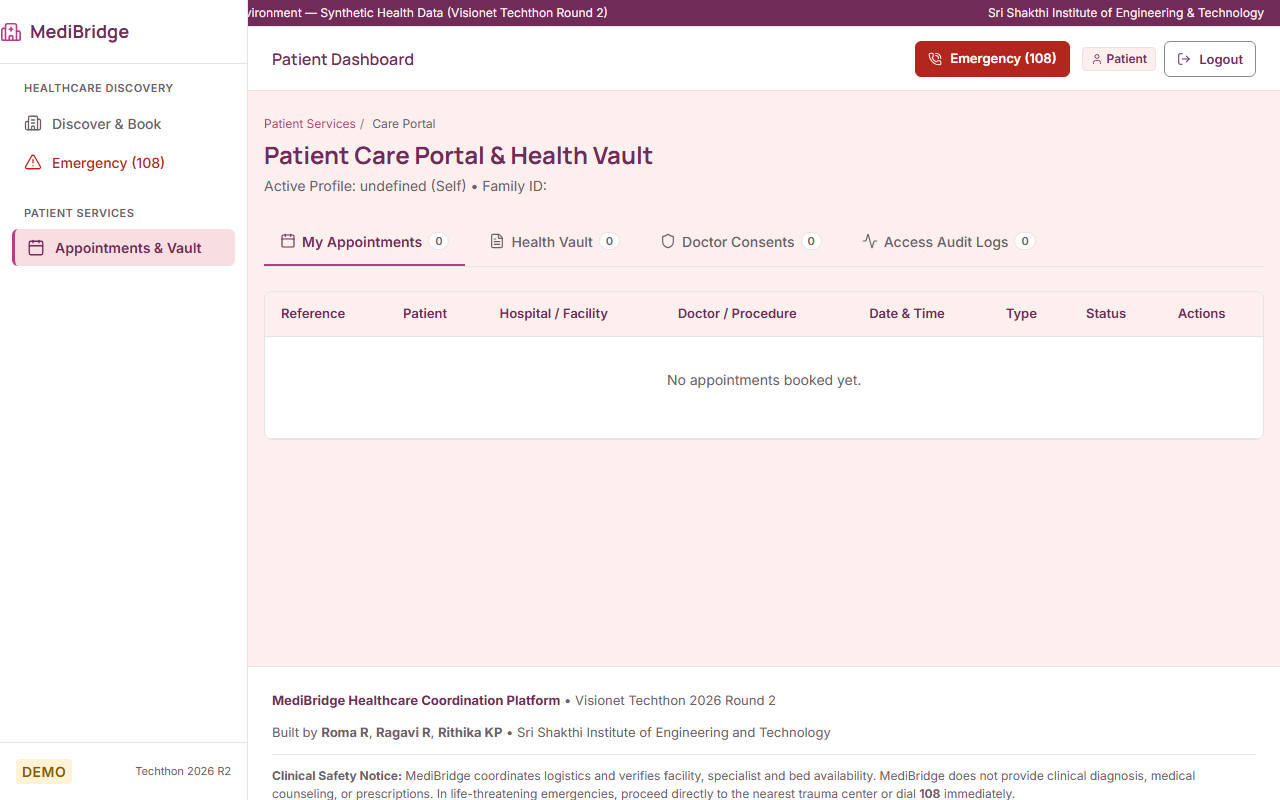 MediBridge
HEALTHCARE DISCOVERY
Discover & Book
Emergency (108)
PATIENT SERVICES
Appointments & Vault
DEMO
Techthon 2026 R2
— Synthetic Health Data (Visionet Techthon Round 2)
Sri Shakthi Institute of Engineering & Technology
Patient Dashboard
Emergency (108)
Patient
Logout
Patient Services / Care Portal
Patient Care Portal & Health Vault
Active Profile: undefined (Self) • Family ID:
My Appointments 0
Health Vault 0
Doctor Consents 0
Access Audit Logs 0
Reference Patient Hospital / Facility Doctor / Procedure Date & Time Type Status Actions
No appointments booked yet.
MediBridge Healthcare Coordination Platform • Visionet Techthon 2026 Round 2
Built by Roma R, Ragavi R, Rithika KP • Sri Shakthi Institute of Engineering and Technology
Clinical Safety Notice: MediBridge coordinates logistics and verifies facility, specialist and bed availability. MediBridge does not provide clinical diagnosis, medical
counseling, or prescriptions. In life-threatening emergencies, proceed directly to the nearest trauma center or dial 108 immediately.